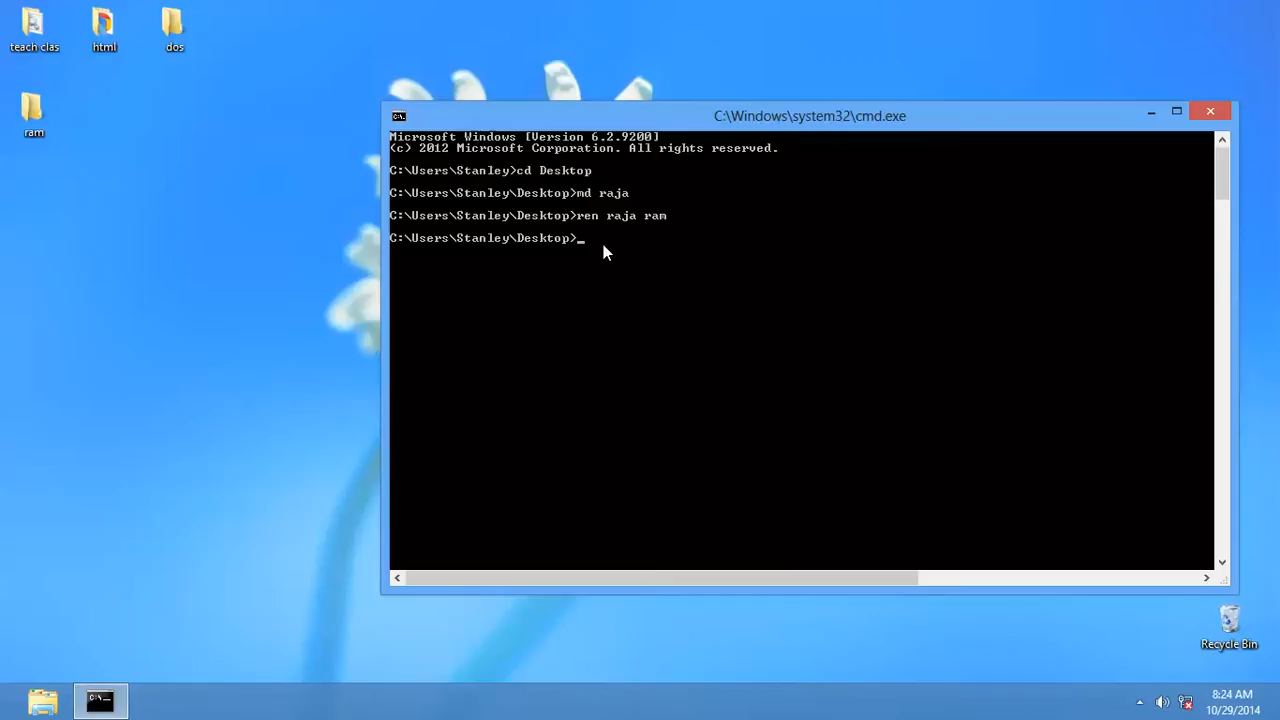 teach clas
html
dos
ram
C:\Windows\system32\cmd.exe
Microsoft Windows [Version 6.2.9200]
(c) 2012 Microsoft Corporation. All rights reserved.
C:\Users\Stanley>cd Desktop
C:\Users\Stanley\Desktop>md raja
C:\Users\Stanley\Desktop>ren raja ram
C:\Users\Stanley\Desktop>_
Recycle Bin
C:\_
8:24 AM
10/29/2014